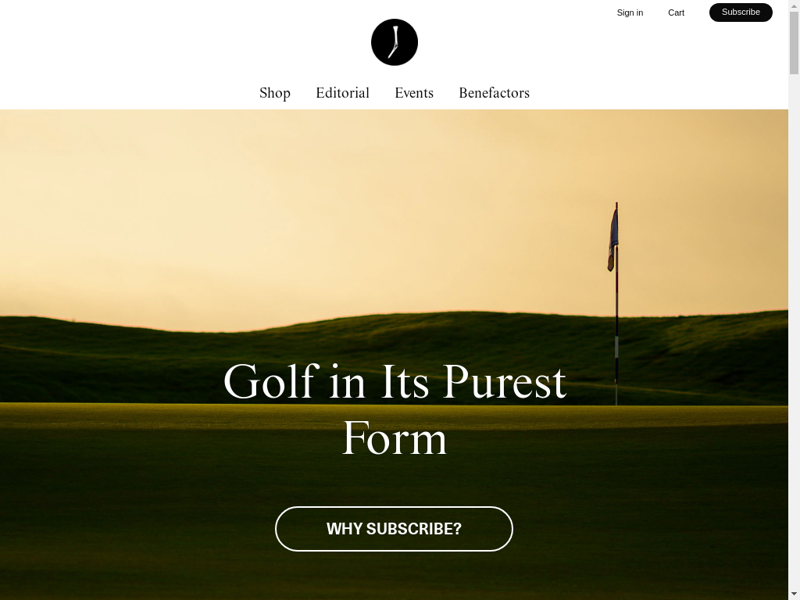 Sign in Cart Subscribe
Shop Editorial Events Benefactors
Golf in Its Purest
Form
WHY SUBSCRIBE?